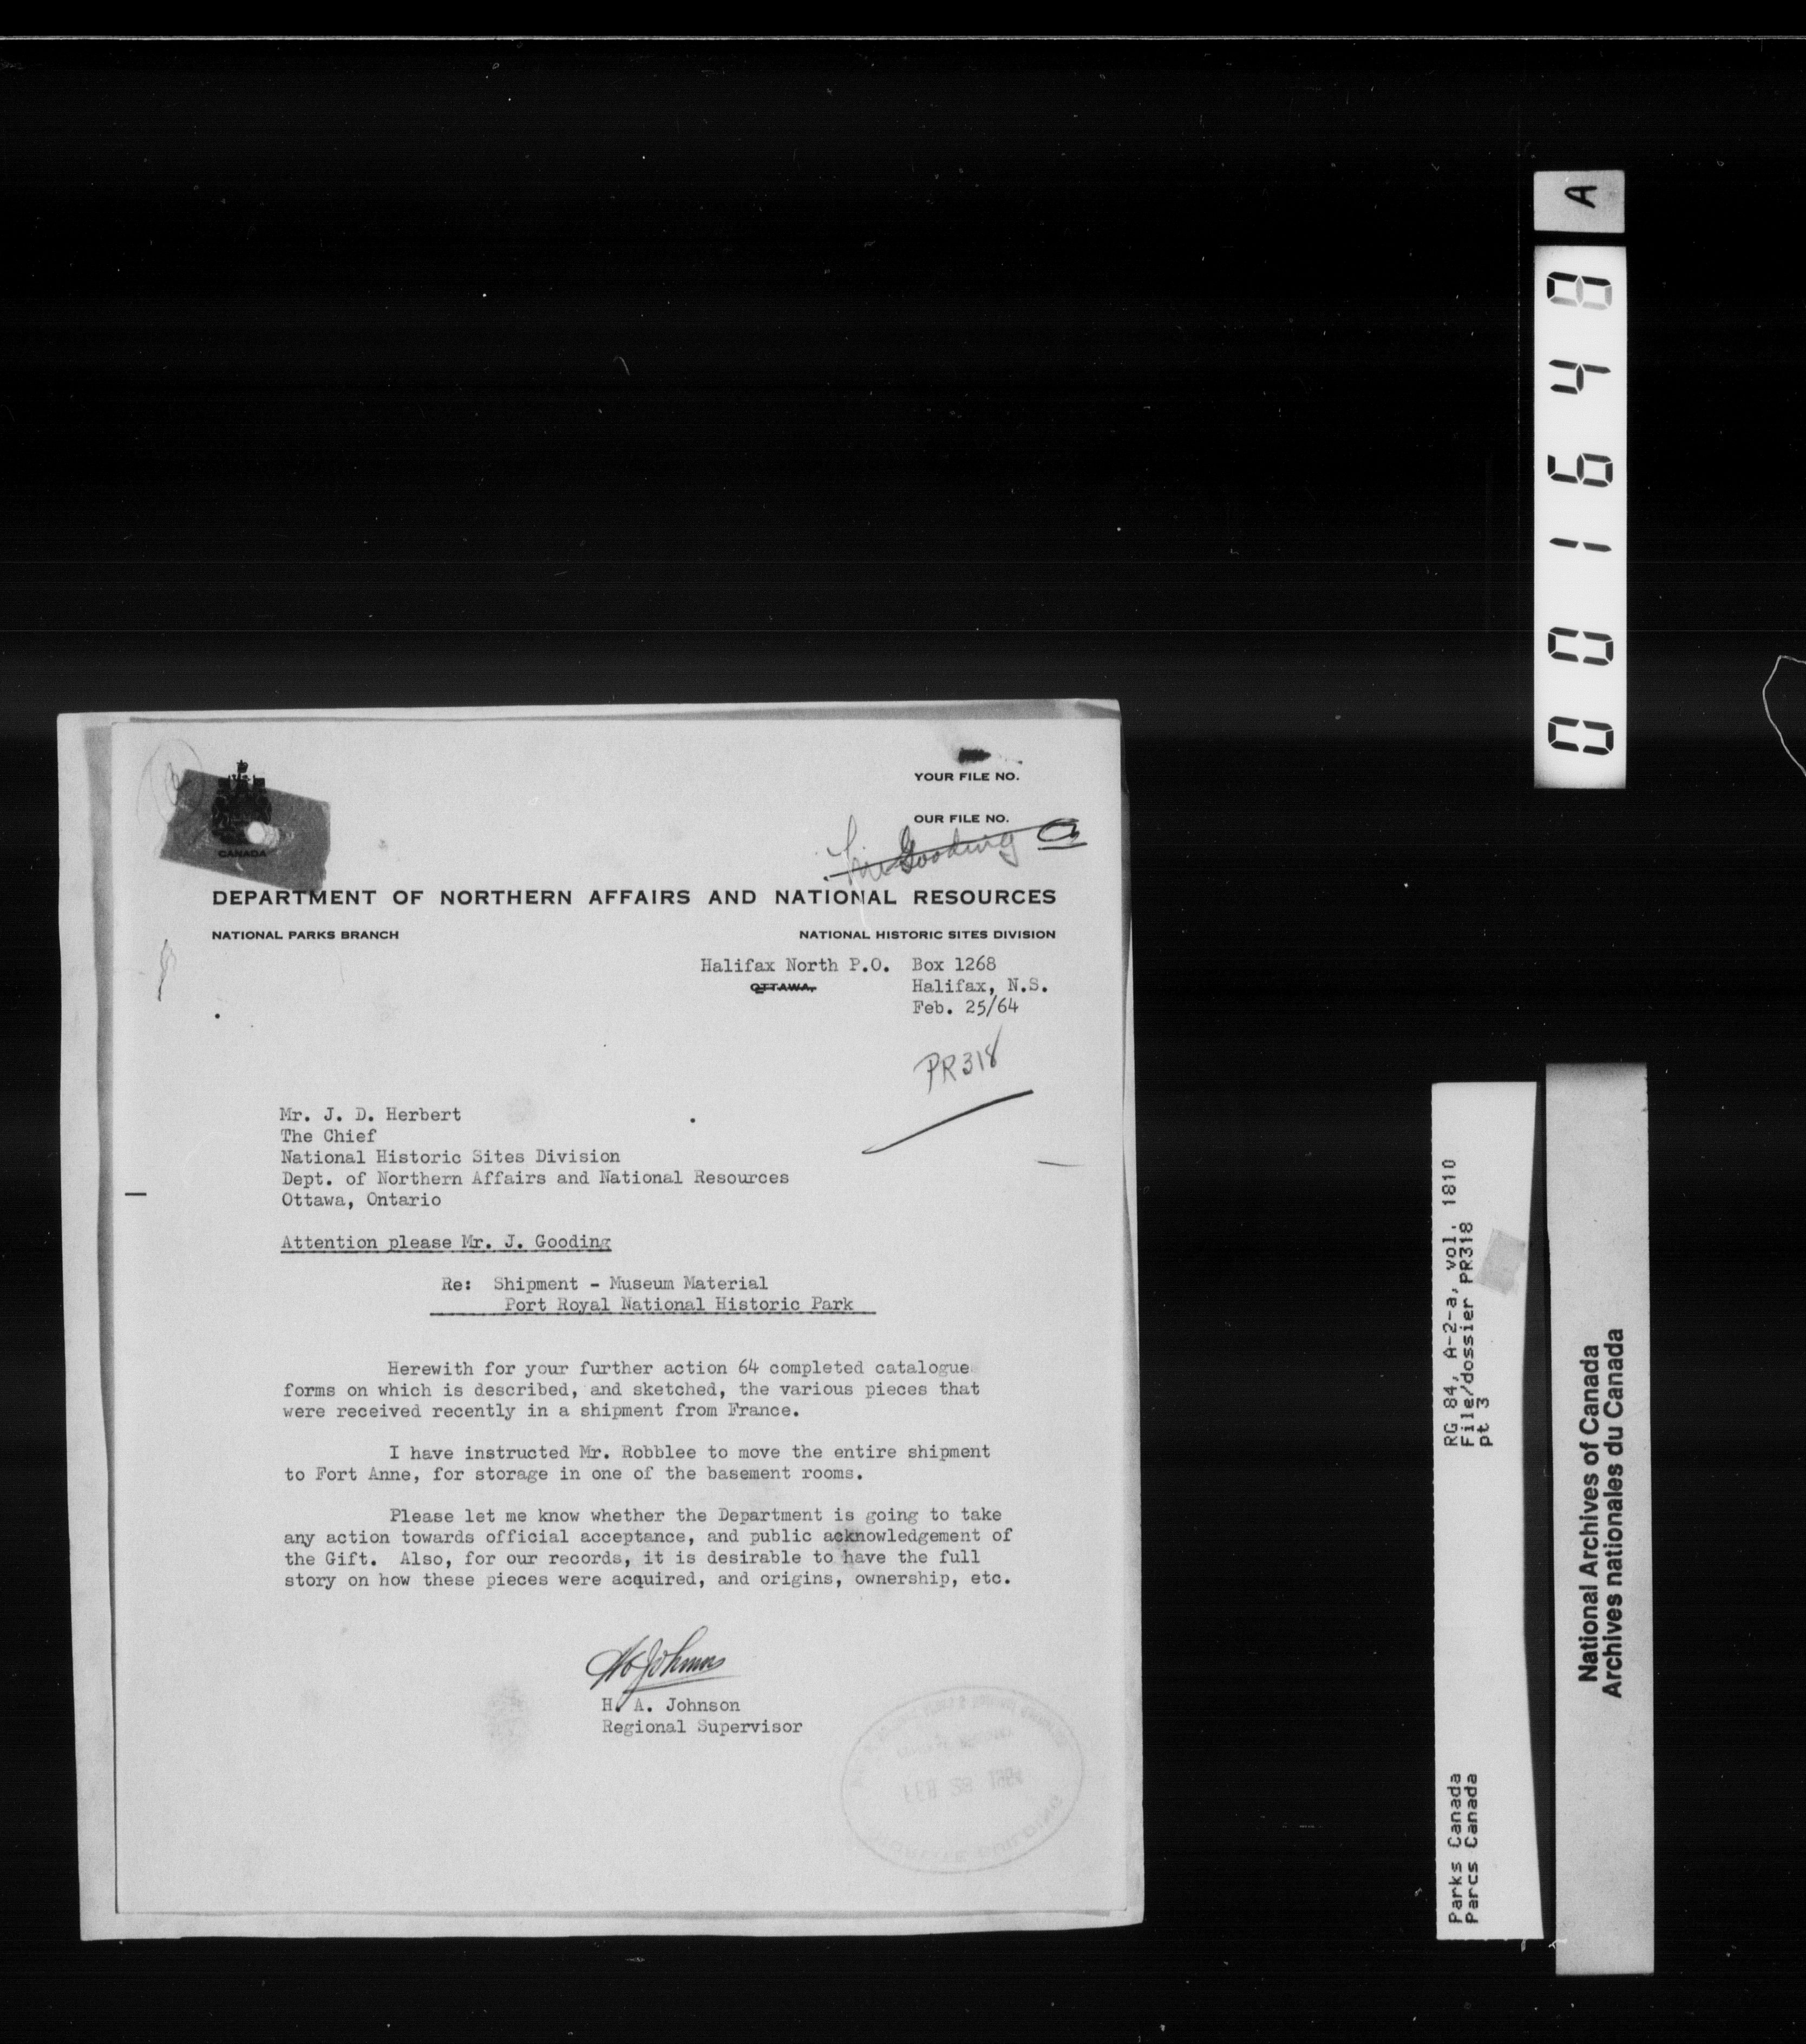 YOUR FILE NO.
OUR FILE NO.
Gooding
CANADA
DEPARTMENT OF NORTHERN AFFAIRS AND NATIONAL RESOURCES
NATIONAL PARKS BRANCH NATIONAL HISTORIC SITES DIVISION
Halifax North P.O. Box 1268
OTTAWA, Halifax, N.S.
Feb. 25/64
PR318
Mr. J. D. Herbert
The Chief
National Historic Sites Division
Dept. of Northern Affairs and National Resources
Ottawa, Ontario
Attention please Mr. J. Gooding
Re: Shipment - Museum Material
Port Royal National Historic Park
Herewith for your further action 64 completed catalogue
forms on which is described, and sketched, the various pieces that
were received recently in a shipment from France.
I have instructed Mr. Robblee to move the entire shipment
to Fort Anne, for storage in one of the basement rooms.
Please let me know whether the Department is going to take
any action towards official acceptance, and public acknowledgement of
the Gift. Also, for our records, it is desirable to have the full
story on how these pieces were acquired, and origins, ownership, etc.
H. A. Johnson
Regional Supervisor
A
001648
RG 84, A-2-a, vol. 1810
File/dossier PR318
pt 3
Parks Canada
Parcs Canada
National Archives of Canada
Archives nationales du Canada